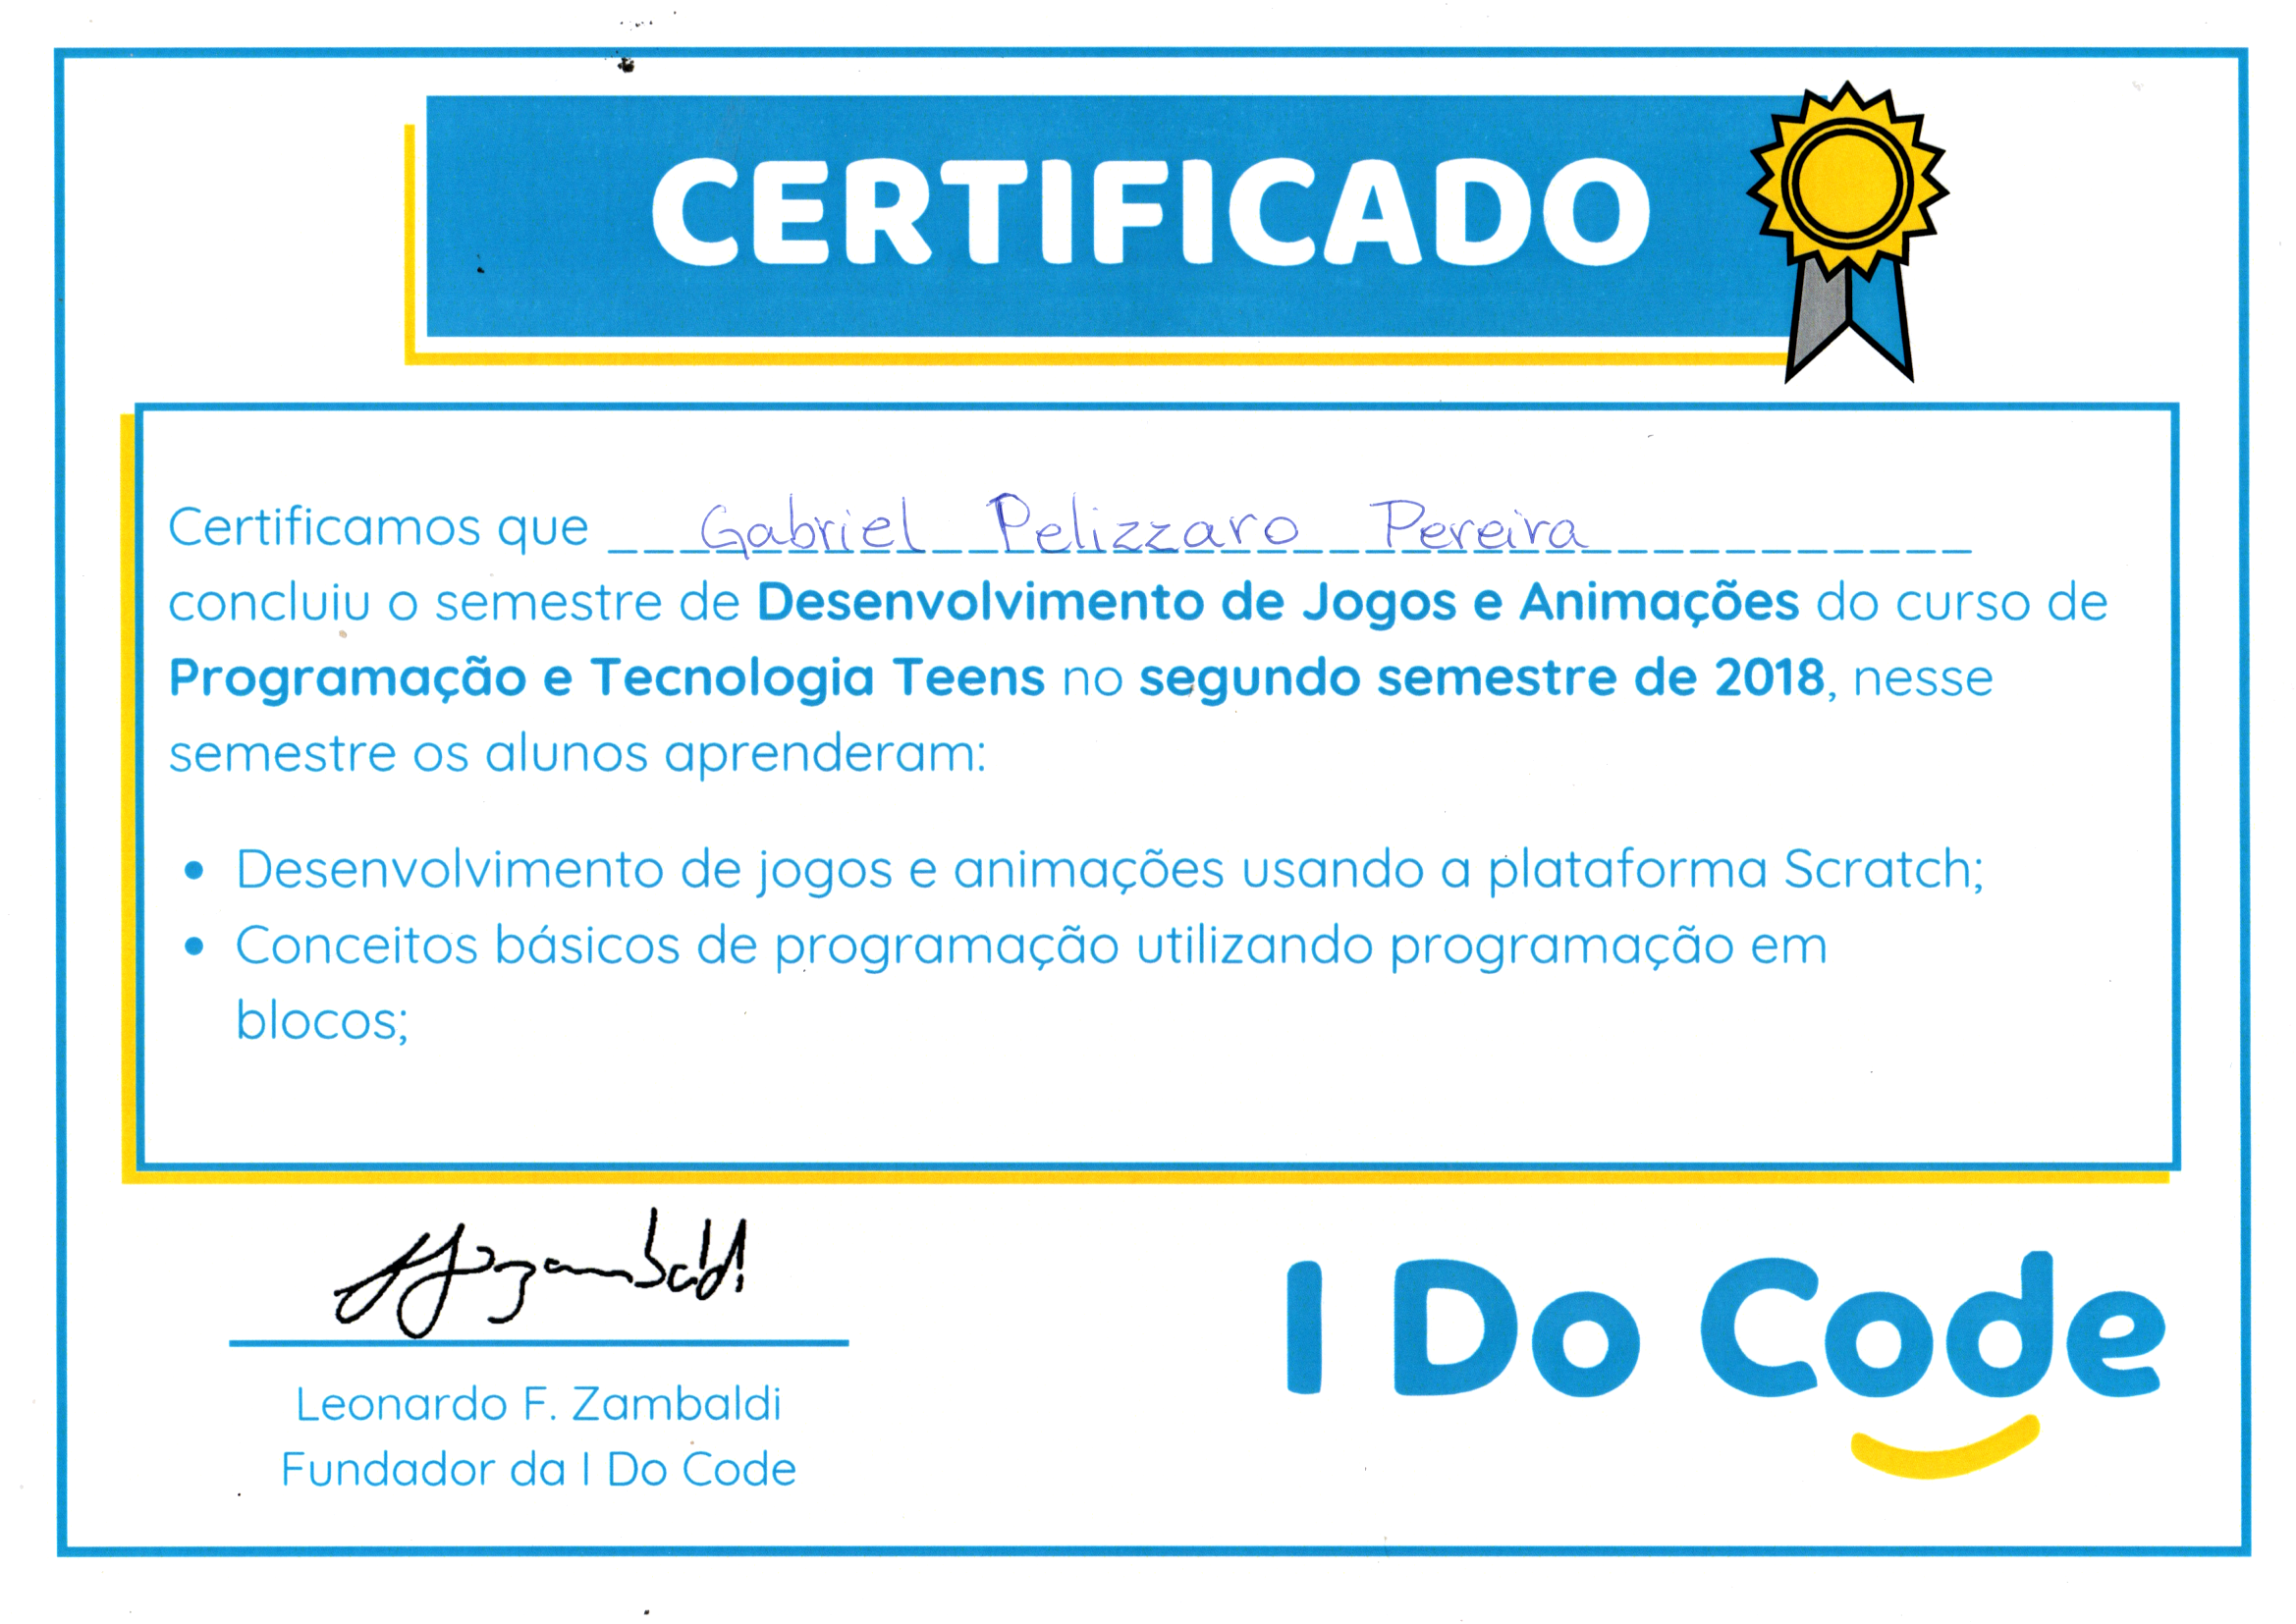 CERTIFICADO
Certificamos que Gabriel Pelizzaro Pereira
concluiu o semestre de Desenvolvimento de Jogos e Animações do curso de
Programação e Tecnologia Teens no segundo semestre de 2018, nesse
semestre os alunos aprenderam:
• Desenvolvimento de jogos e animações usando a plataforma Scratch;
• Conceitos básicos de programação utilizando programação em
blocos;
Leonardo F. Zambaldi
Fundador da I Do Code
I Do Code